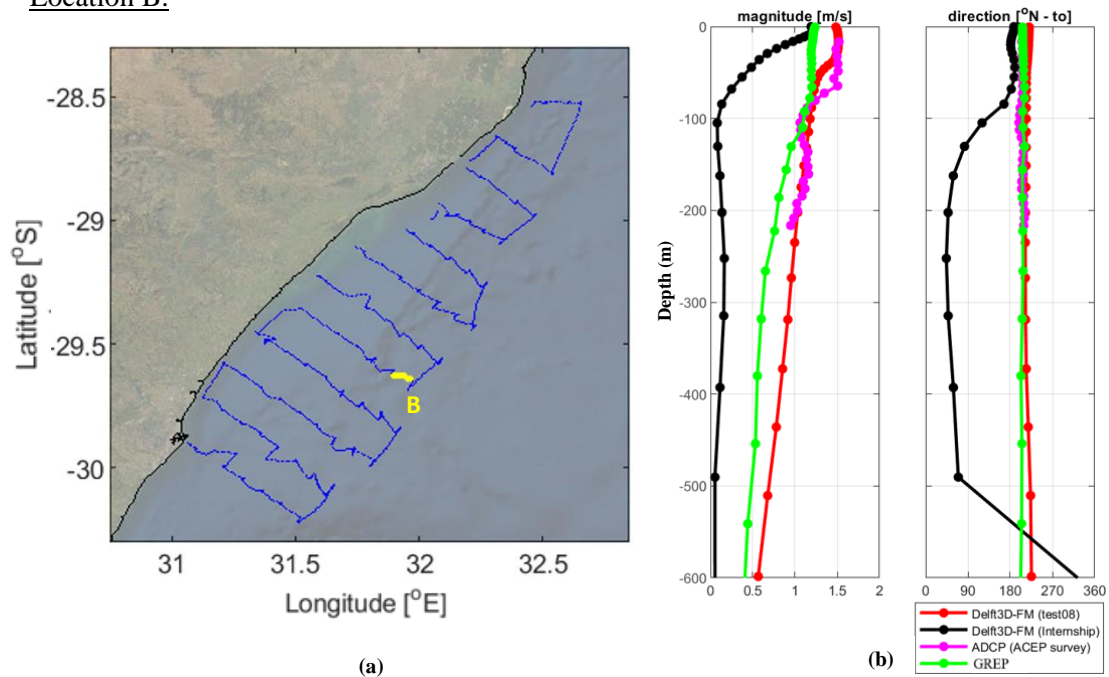 Location B:
(a)
-28.5
-29
-29.5
-30
Latitude [°S]
B
31
31.5
32
32.5
Longitude [°E]
(a)
magnitude [m/s]
direction [°N - to]
0
-100
-200
-300
-400
-500
-600
Depth (m)
0 0.5 1 1.5 2
0 90 180 270 360
(b)
Delft3D-FM (test08)
Delft3D-FM (Internship)
ADCP (ACEP survey)
GREP